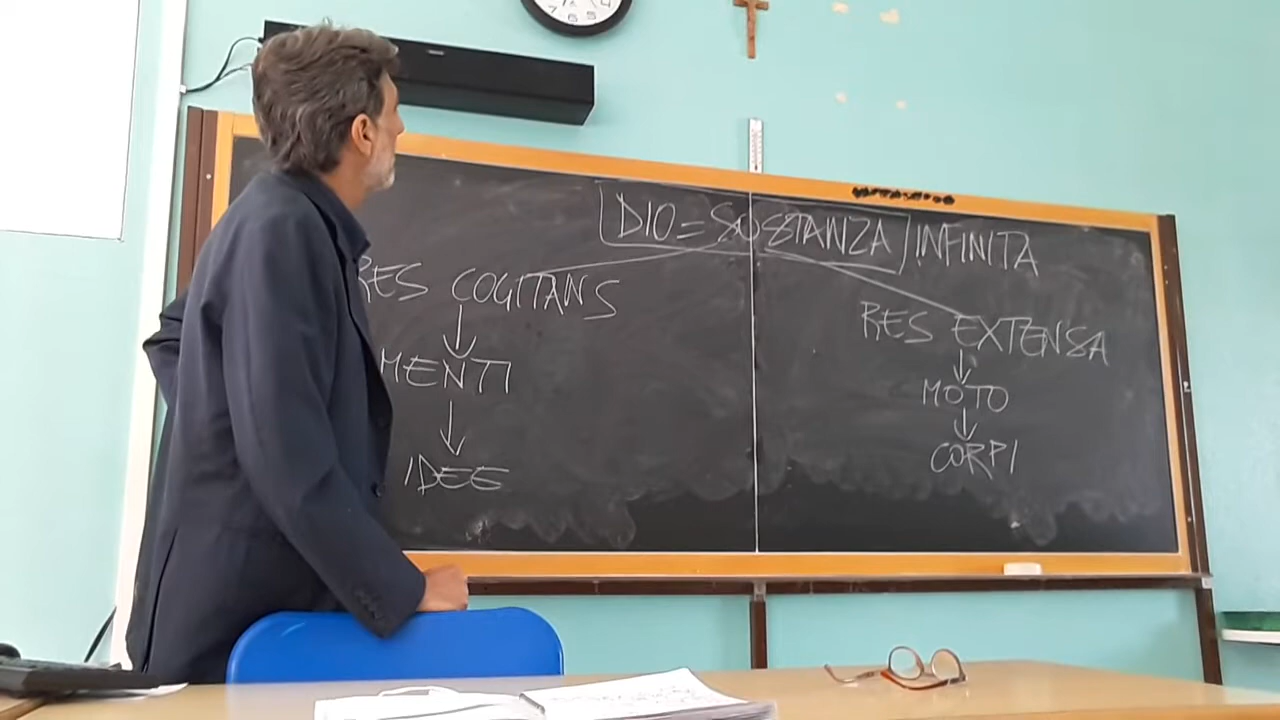 DIO = SOSTANZA INFINITA
RES COGITANS
RES EXTENSA
MENTI
MOTO
IDEE
CORPI